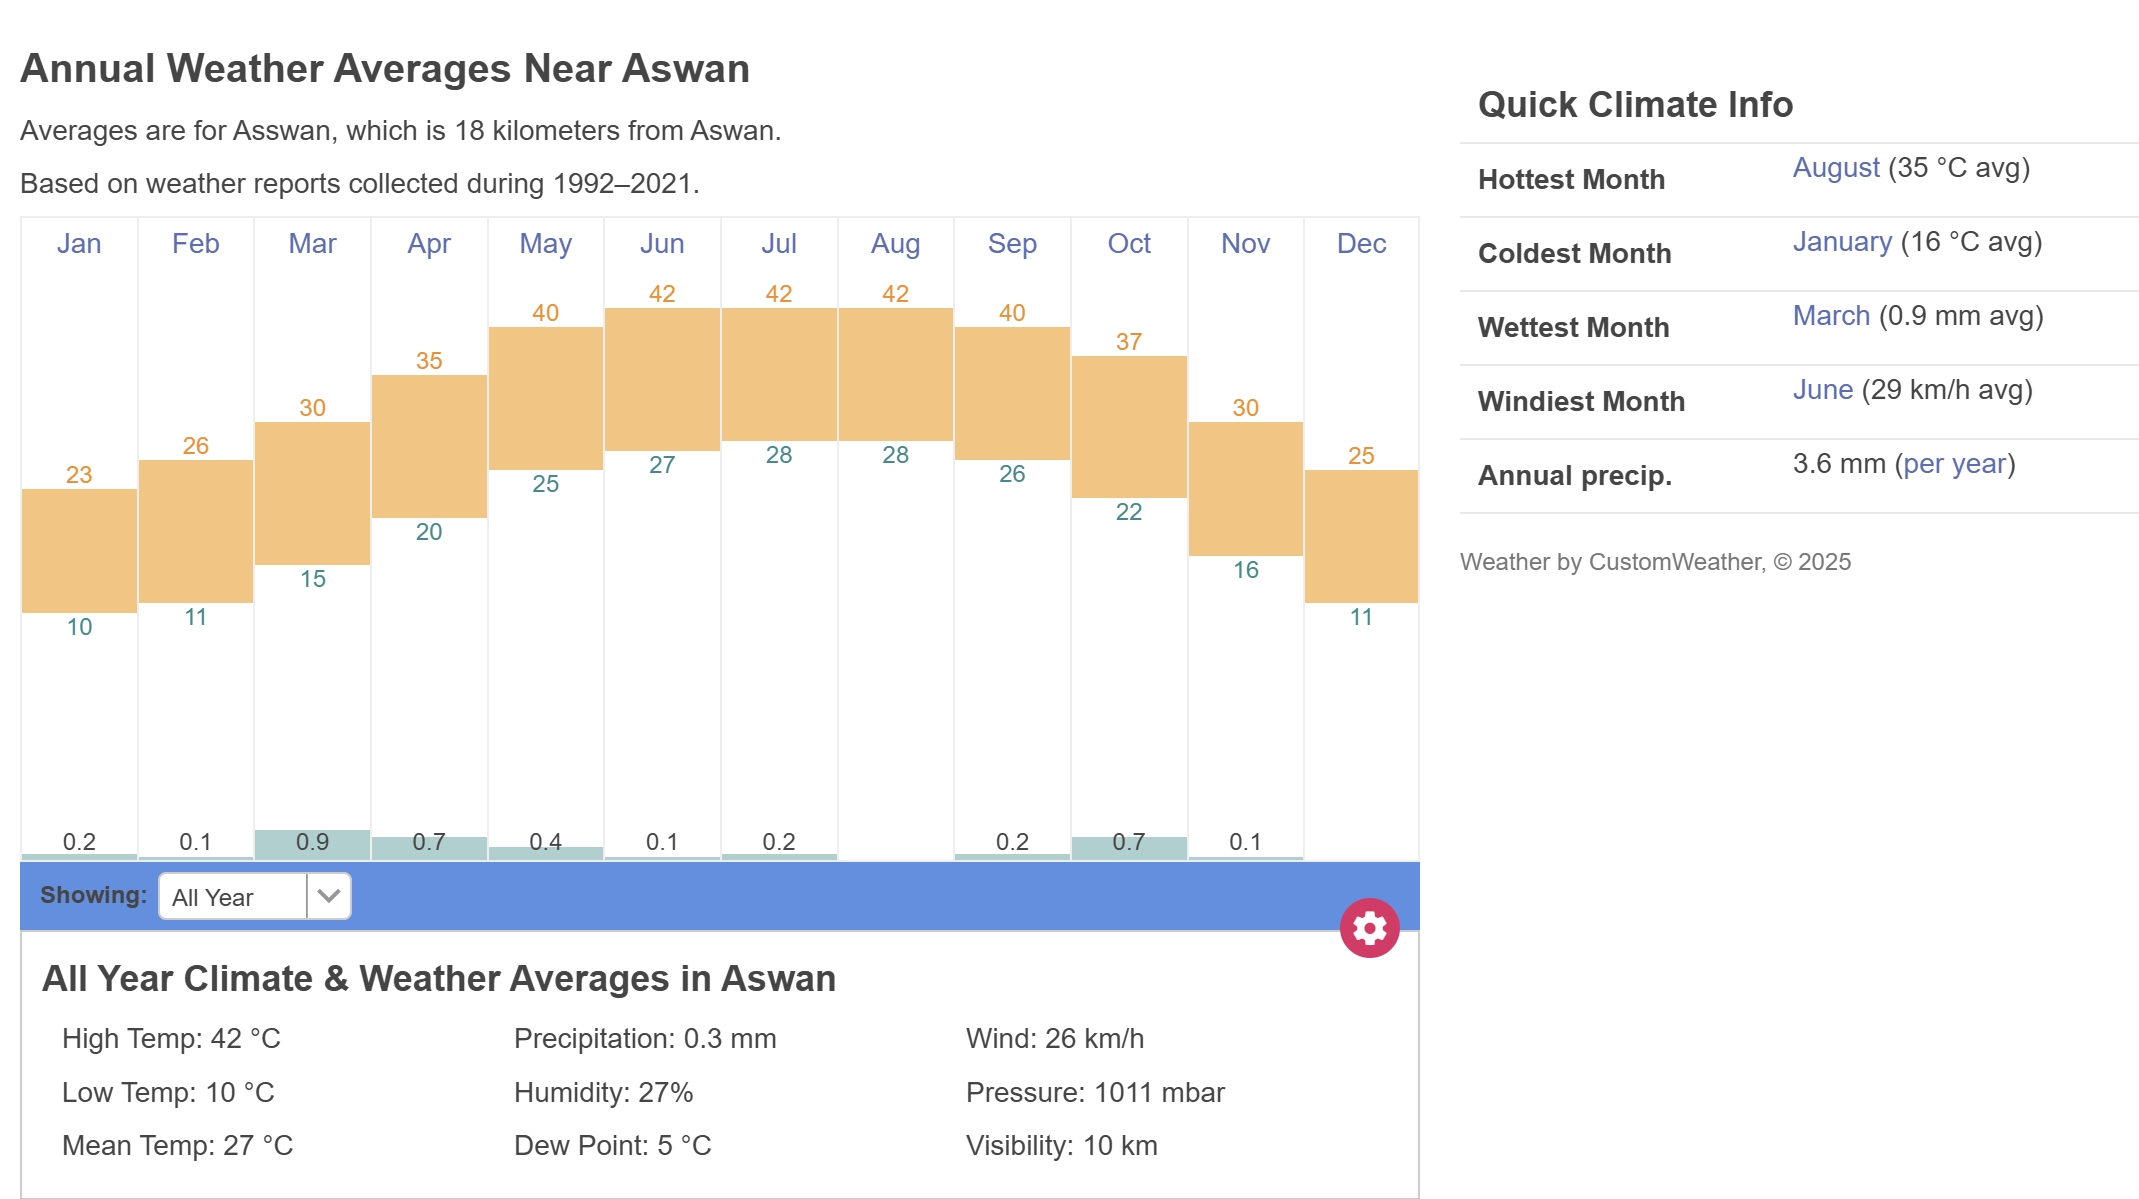 Annual Weather Averages Near Aswan
Averages are for Asswan, which is 18 kilometers from Aswan.
Based on weather reports collected during 1992–2021.
Jan Feb Mar Apr May Jun Jul Aug Sep Oct Nov Dec
23 26 30 35 40 42 42 42 40 37 30 25
10 11 15 20 25 27 28 28 26 22 16 11
0.2 0.1 0.9 0.7 0.4 0.1 0.2 0.2 0.7 0.1
Showing: All Year
All Year Climate & Weather Averages in Aswan
High Temp: 42 °C Precipitation: 0.3 mm Wind: 26 km/h
Low Temp: 10 °C Humidity: 27% Pressure: 1011 mbar
Mean Temp: 27 °C Dew Point: 5 °C Visibility: 10 km
Quick Climate Info
Hottest Month August (35 °C avg)
Coldest Month January (16 °C avg)
Wettest Month March (0.9 mm avg)
Windiest Month June (29 km/h avg)
Annual precip. 3.6 mm (per year)
Weather by CustomWeather, © 2025